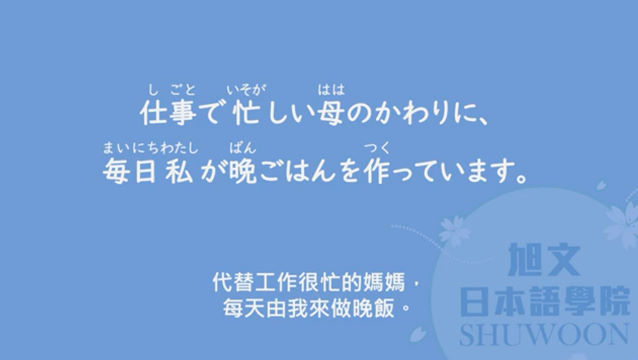 し ごと いそが はは
仕事で忙しい母のかわりに、
まいにちわたし ばん つく
毎日私が晩ごはんを作っています。
代替工作很忙的媽媽，
每天由我來做晚飯。
旭文
日本語學院
SHUWOON